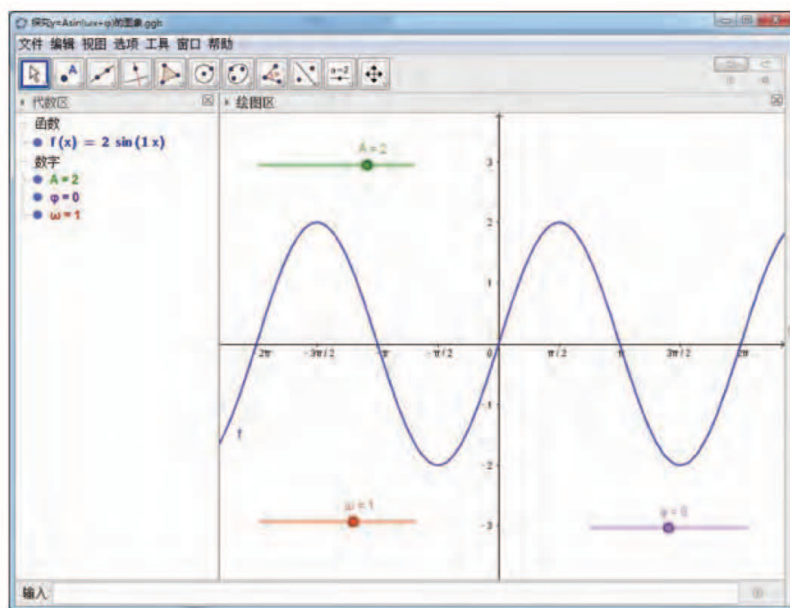 探究y=Asin(ωx+φ)的图象.ggb
文件 编辑 视图 选项 工具 窗口 帮助
a=2
代数区
绘图区
函数
f(x) = 2 sin(1x)
数字
A=2
φ=0
ω=1
A=2
3
2
1
-2π -3π/2 -π -π/2 0 π/2 π 3π/2 2π
-1
f
-2
ω=1
φ=0
-3
输入